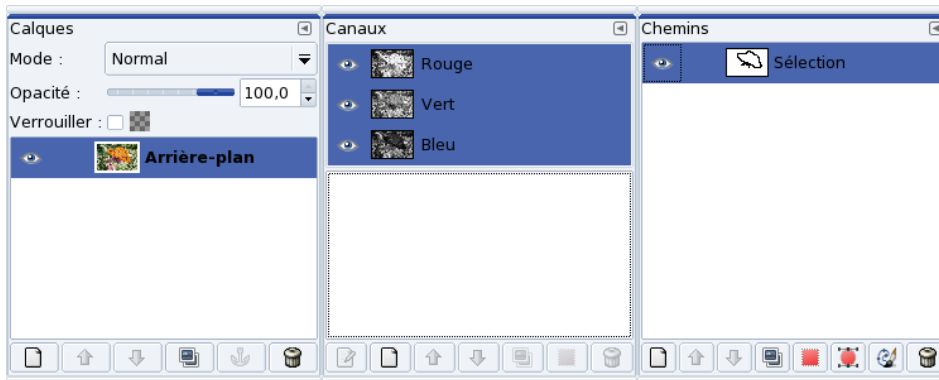 Calques
Mode :
Normal
Opacité :
100,0
Verrouiller :
Arrière-plan
Canaux
Rouge
Vert
Bleu
Chemins
Sélection